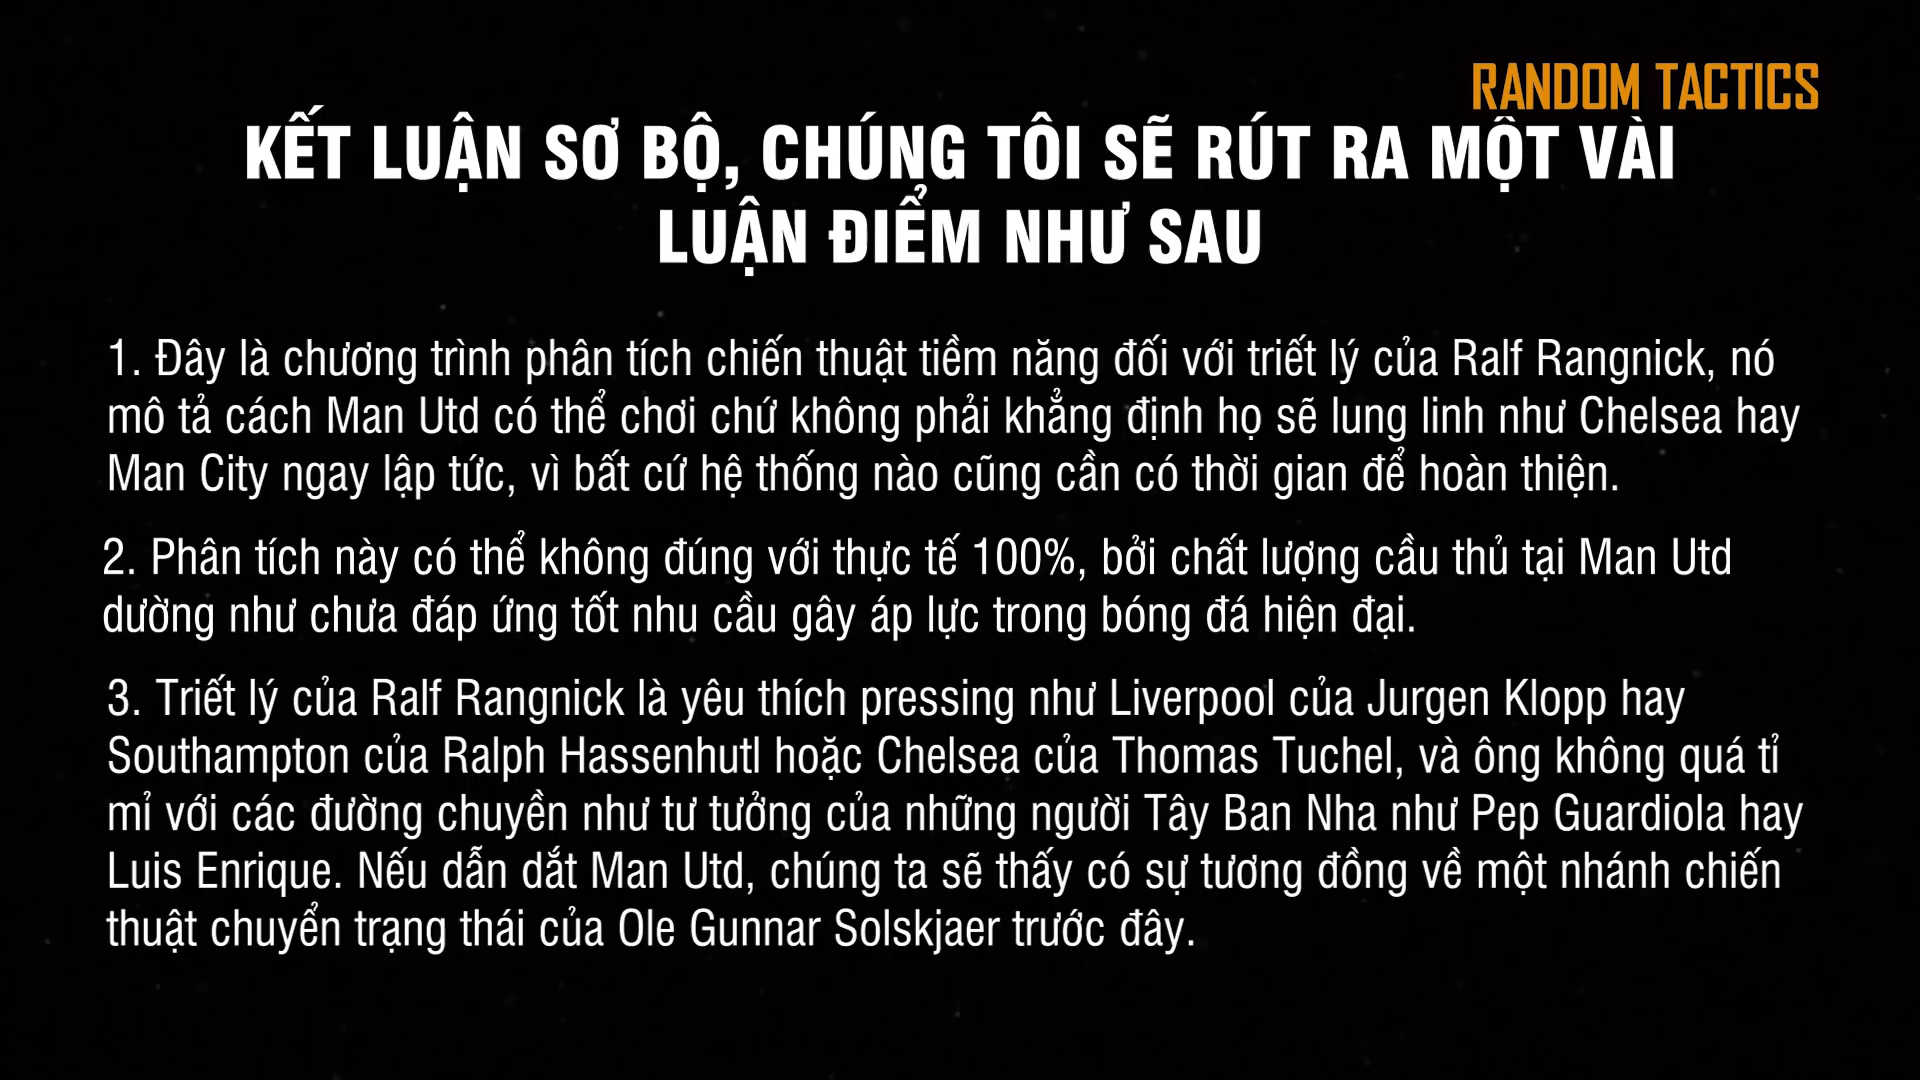 RANDOM TACTICS
KẾT LUẬN SƠ BỘ, CHÚNG TÔI SẼ RÚT RA MỘT VÀI
LUẬN ĐIỂM NHƯ SAU
1. Đây là chương trình phân tích chiến thuật tiềm năng đối với triết lý của Ralf Rangnick, nó
mô tả cách Man Utd có thể chơi chứ không phải khẳng định họ sẽ lung linh như Chelsea hay
Man City ngay lập tức, vì bất cứ hệ thống nào cũng cần có thời gian để hoàn thiện.
2. Phân tích này có thể không đúng với thực tế 100%, bởi chất lượng cầu thủ tại Man Utd
dường như chưa đáp ứng tốt nhu cầu gây áp lực trong bóng đá hiện đại.
3. Triết lý của Ralf Rangnick là yêu thích pressing như Liverpool của Jurgen Klopp hay
Southampton của Ralph Hassenhutl hoặc Chelsea của Thomas Tuchel, và ông không quá tỉ
mỉ với các đường chuyền như tư tưởng của những người Tây Ban Nha như Pep Guardiola hay
Luis Enrique. Nếu dẫn dắt Man Utd, chúng ta sẽ thấy có sự tương đồng về một nhánh chiến
thuật chuyển trạng thái của Ole Gunnar Solskjaer trước đây.